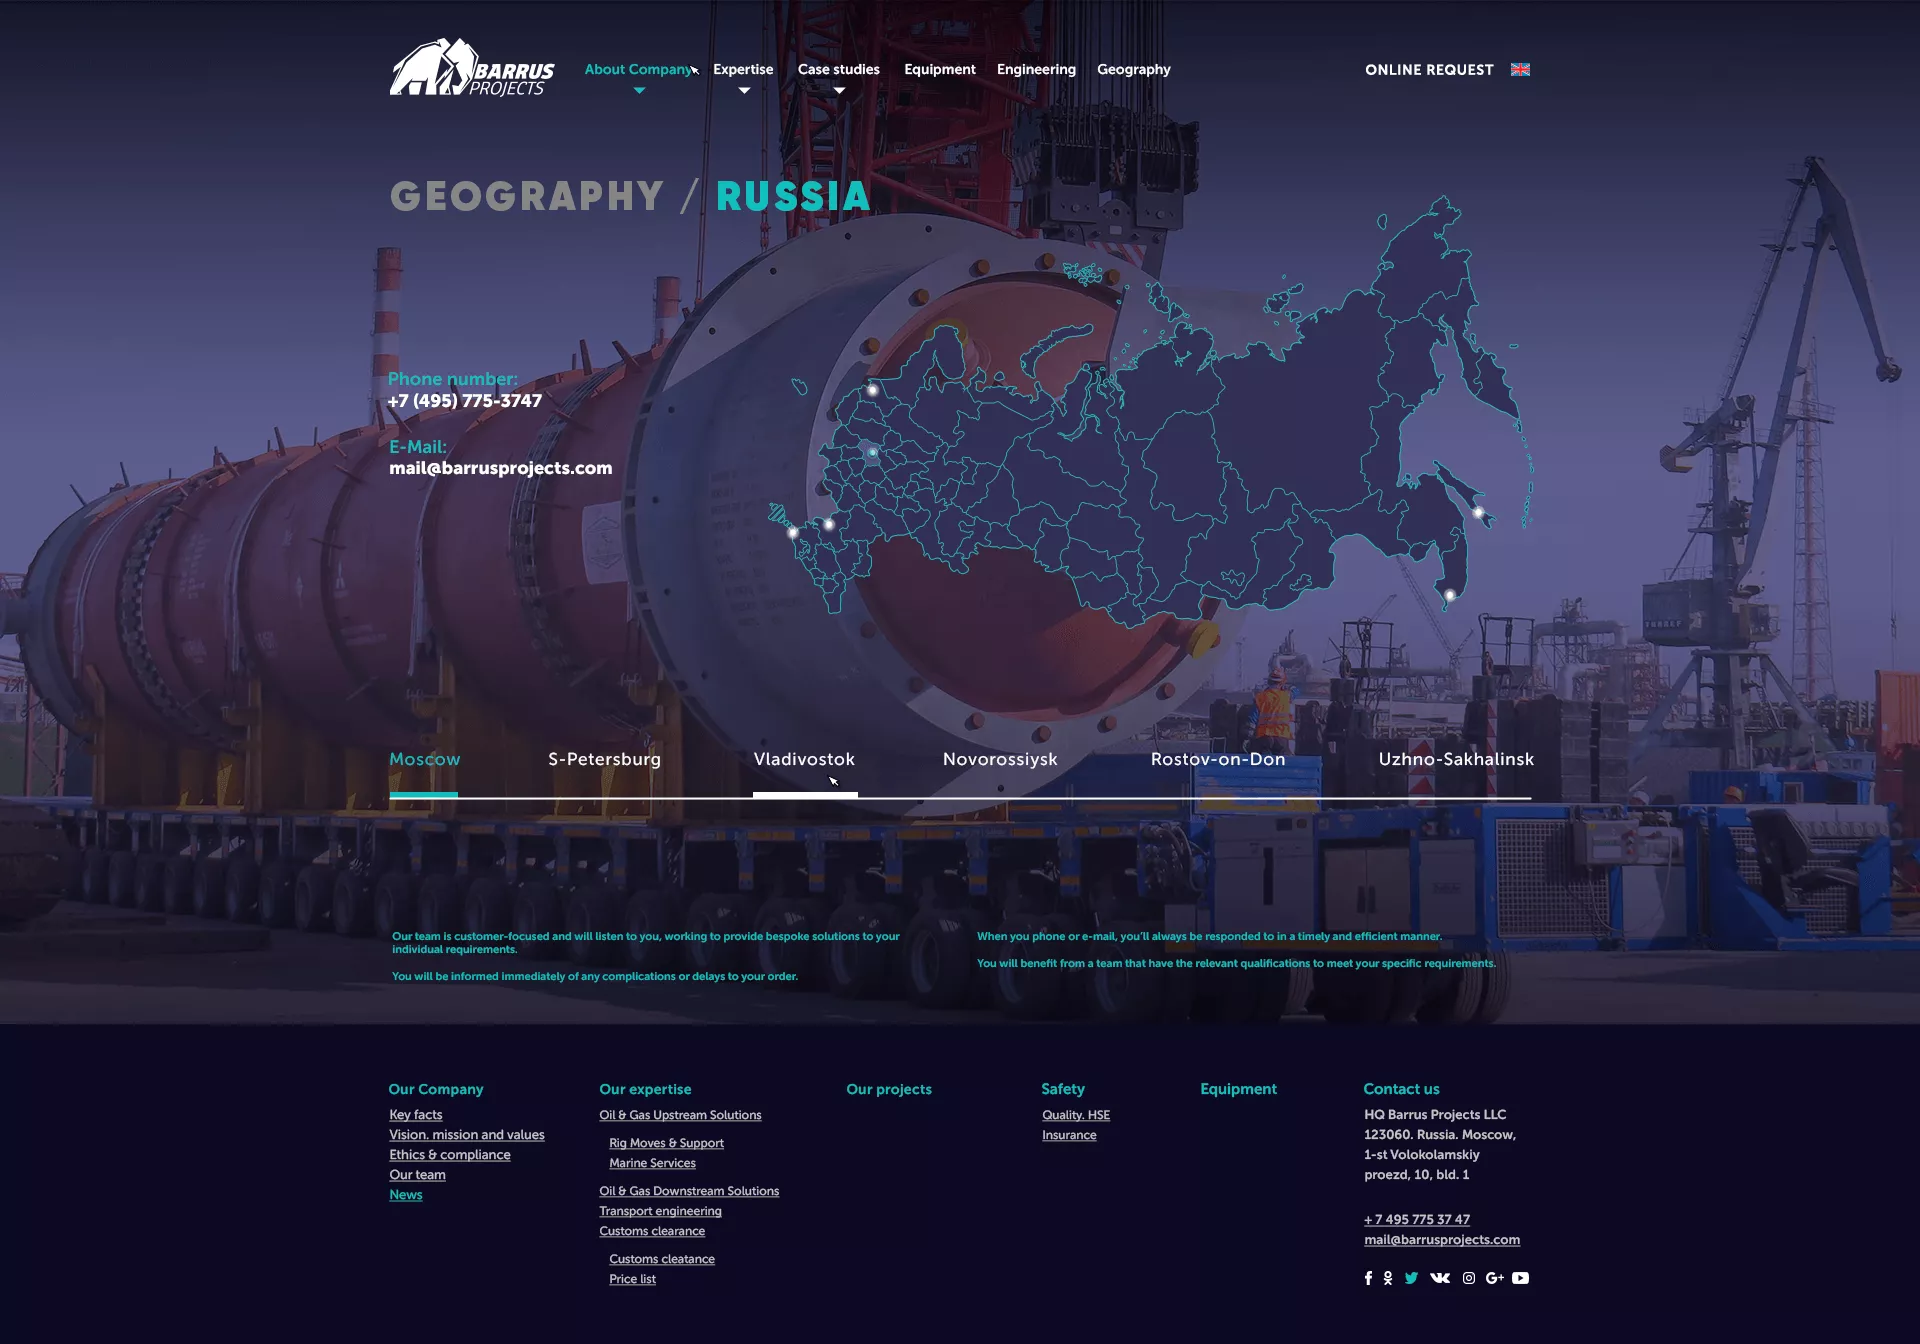 BARRUS
PROJECTS
About Company
Expertise
Case studies
Equipment
Engineering
Geography
ONLINE REQUEST
GEOGRAPHY / RUSSIA
Phone number:
+7 (495) 775-3747
E-Mail:
mail@barrusprojects.com
Moscow
S-Petersburg
Vladivostok
Novorossiysk
Rostov-on-Don
Uzhno-Sakhalinsk
Our team is customer-focused and will listen to you, working to provide bespoke solutions to your
individual requirements.
You will be informed immediately of any complications or delays to your order.
When you phone or e-mail, you'll always be responded to in a timely and efficient manner.
You will benefit from a team that have the relevant qualifications to meet your specific requirements.
Our Company
Key facts
Vision. mission and values
Ethics & compliance
Our team
News
Our expertise
Oil & Gas Upstream Solutions
Rig Moves & Support
Marine Services
Oil & Gas Downstream Solutions
Transport engineering
Customs clearance
Customs cleatance
Price list
Our projects
Safety
Quality. HSE
Insurance
Equipment
Contact us
HQ Barrus Projects LLC
123060. Russia. Moscow,
1-st Volokolamskiy
proezd, 10, bld. 1
+ 7 495 775 37 47
mail@barrusprojects.com